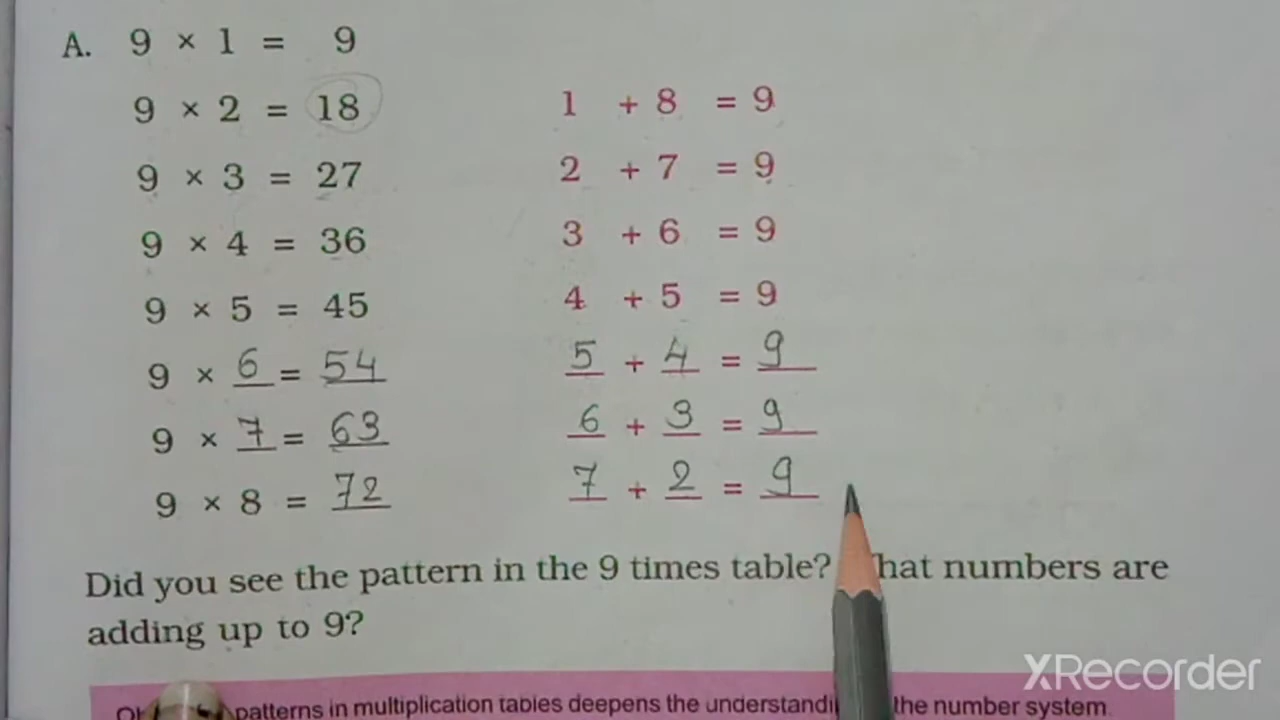 A. 9 × 1 = 9
9 × 2 = 18 1 + 8 = 9
9 × 3 = 27 2 + 7 = 9
9 × 4 = 36 3 + 6 = 9
9 × 5 = 45 4 + 5 = 9
9 × 6 = 54 5 + 4 = 9
9 × 7 = 63 6 + 3 = 9
9 × 8 = 72 7 + 2 = 9
Did you see the pattern in the 9 times table? What numbers are
adding up to 9?
XRecorder
patterns in multiplication tables deepens the understanding the number system.